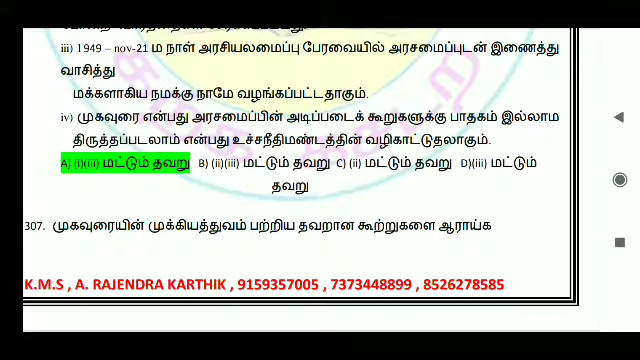 iii) 1949 – nov-21 ம நாள் அரசியலமைப்பு பேரவையில் அரசமைப்புடன் இணைத்து
வாசித்து
மக்களாகிய நமக்கு நாமே வழங்கப்பட்டதாகும்.
iv) முகவுரை என்பது அரசமைப்பின் அடிப்படைக் கூறுகளுக்கு பாதகம் இல்லாம
திருத்தப்படலாம் என்பது உச்சநீதிமண்டத்தின் வழிகாட்டுதலாகும்.
A) (i)(iii) மட்டும் தவறு B) (ii)(iii) மட்டும் தவறு C) (ii) மட்டும் தவறு D)(iii) மட்டும்
தவறு
307. முகவுரையின் முக்கியத்துவம் பற்றிய தவறான கூற்றுகளை ஆராய்க
K.M.S , A. RAJENDRA KARTHIK , 9159357005 , 7373448899 , 8526278585